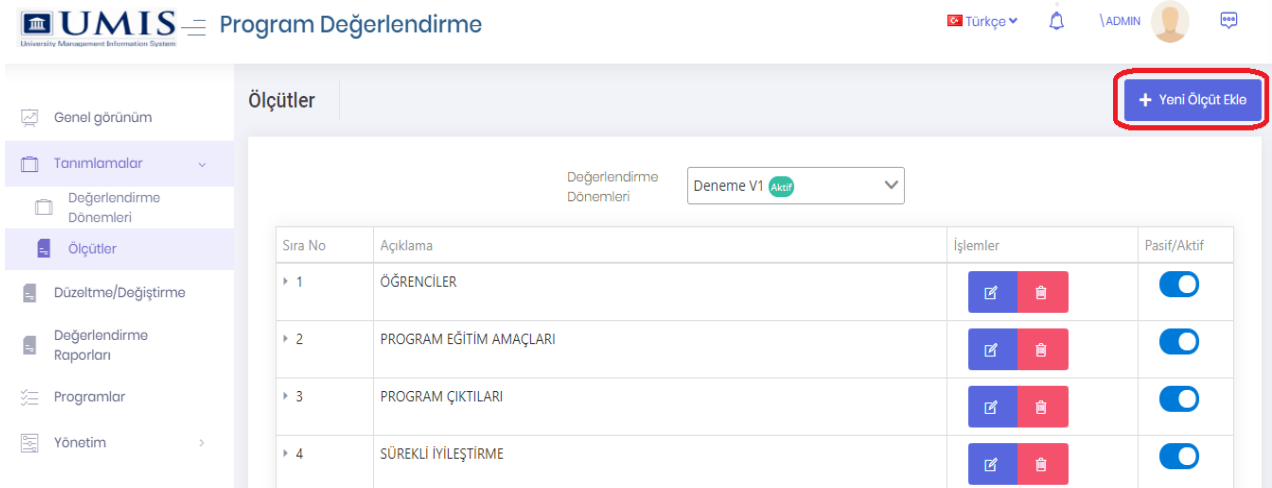 UMIS
University Management Information System
Program Değerlendirme
Türkçe
\ADMIN
Genel görünüm
Tanımlamalar
Değerlendirme
Dönemleri
Ölçütler
Düzeltme/Değiştirme
Değerlendirme
Raporları
Programlar
Yönetim
Ölçütler
+ Yeni Ölçüt Ekle
Değerlendirme
Dönemleri
Deneme V1 Aktif
Sıra No Açıklama İşlemler Pasif/Aktif
1 ÖĞRENCİLER
2 PROGRAM EĞİTİM AMAÇLARI
3 PROGRAM ÇIKTILARI
4 SÜREKLİ İYİLEŞTİRME